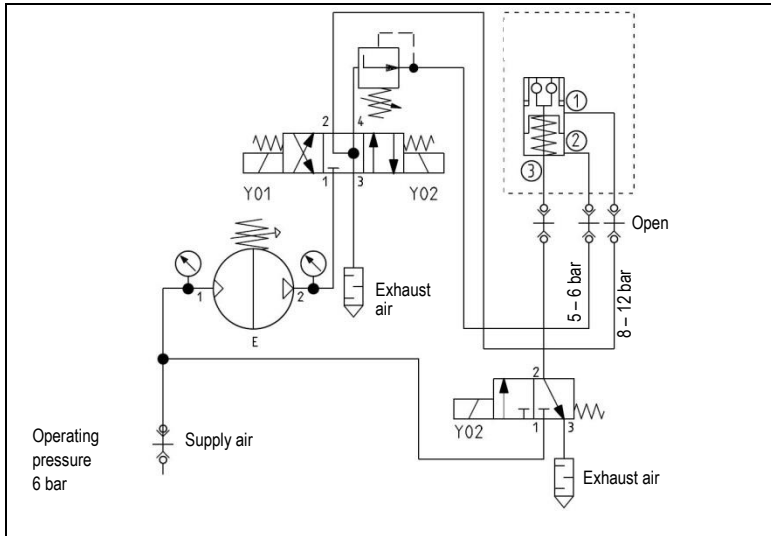 2
4
1
3
Y01
Y02
1
2
3
Open
5 – 6 bar
8 – 12 bar
1
2
E
Exhaust
air
2
Y02
1
3
Operating
pressure
6 bar
Supply air
Exhaust air